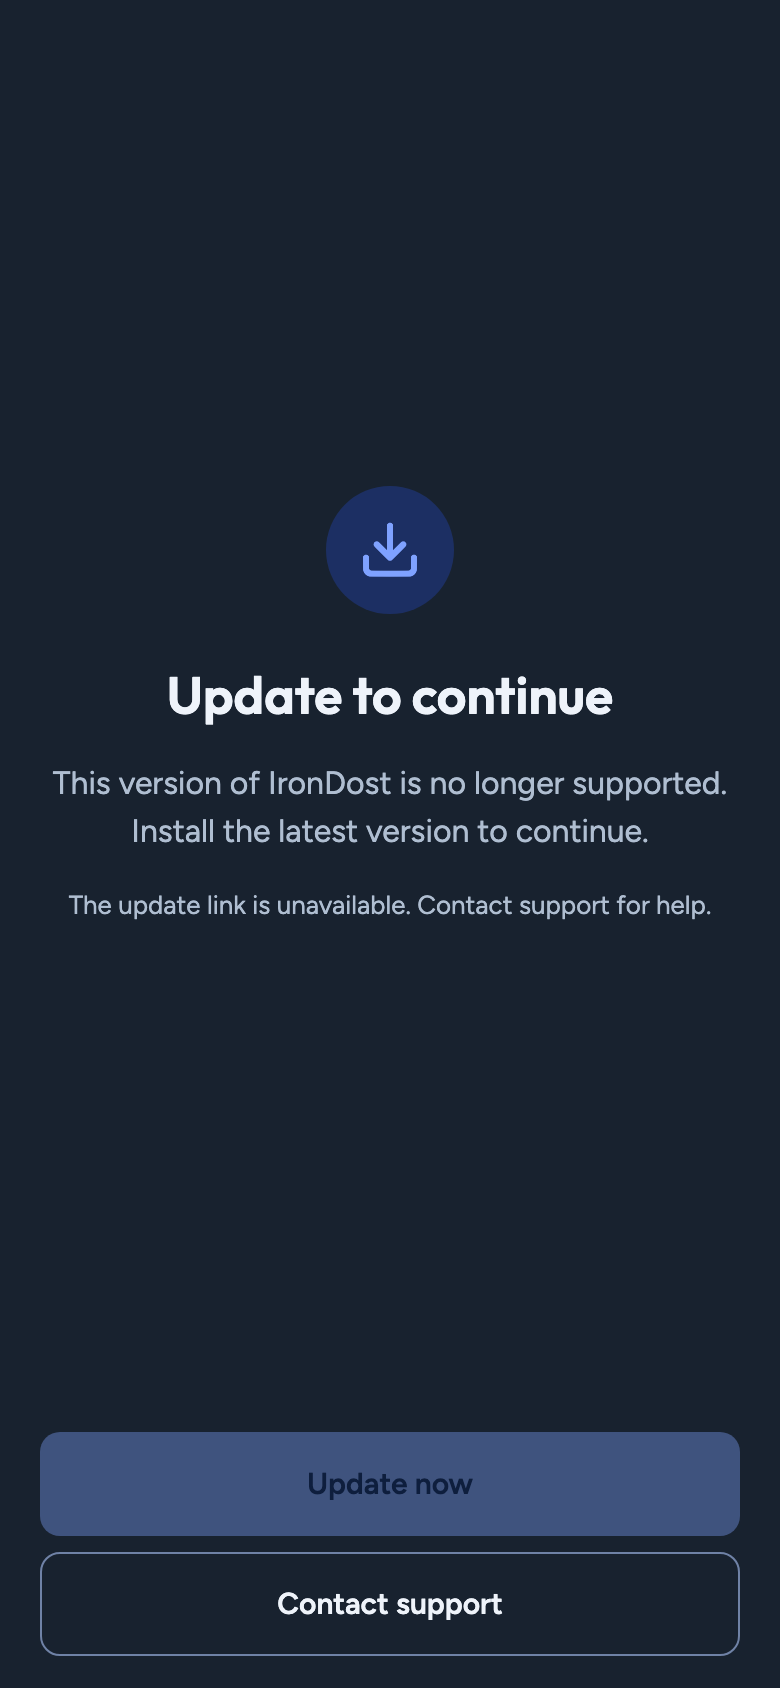 Update to continue
This version of IronDost is no longer supported.
Install the latest version to continue.
The update link is unavailable. Contact support for help.
Update now
Contact support